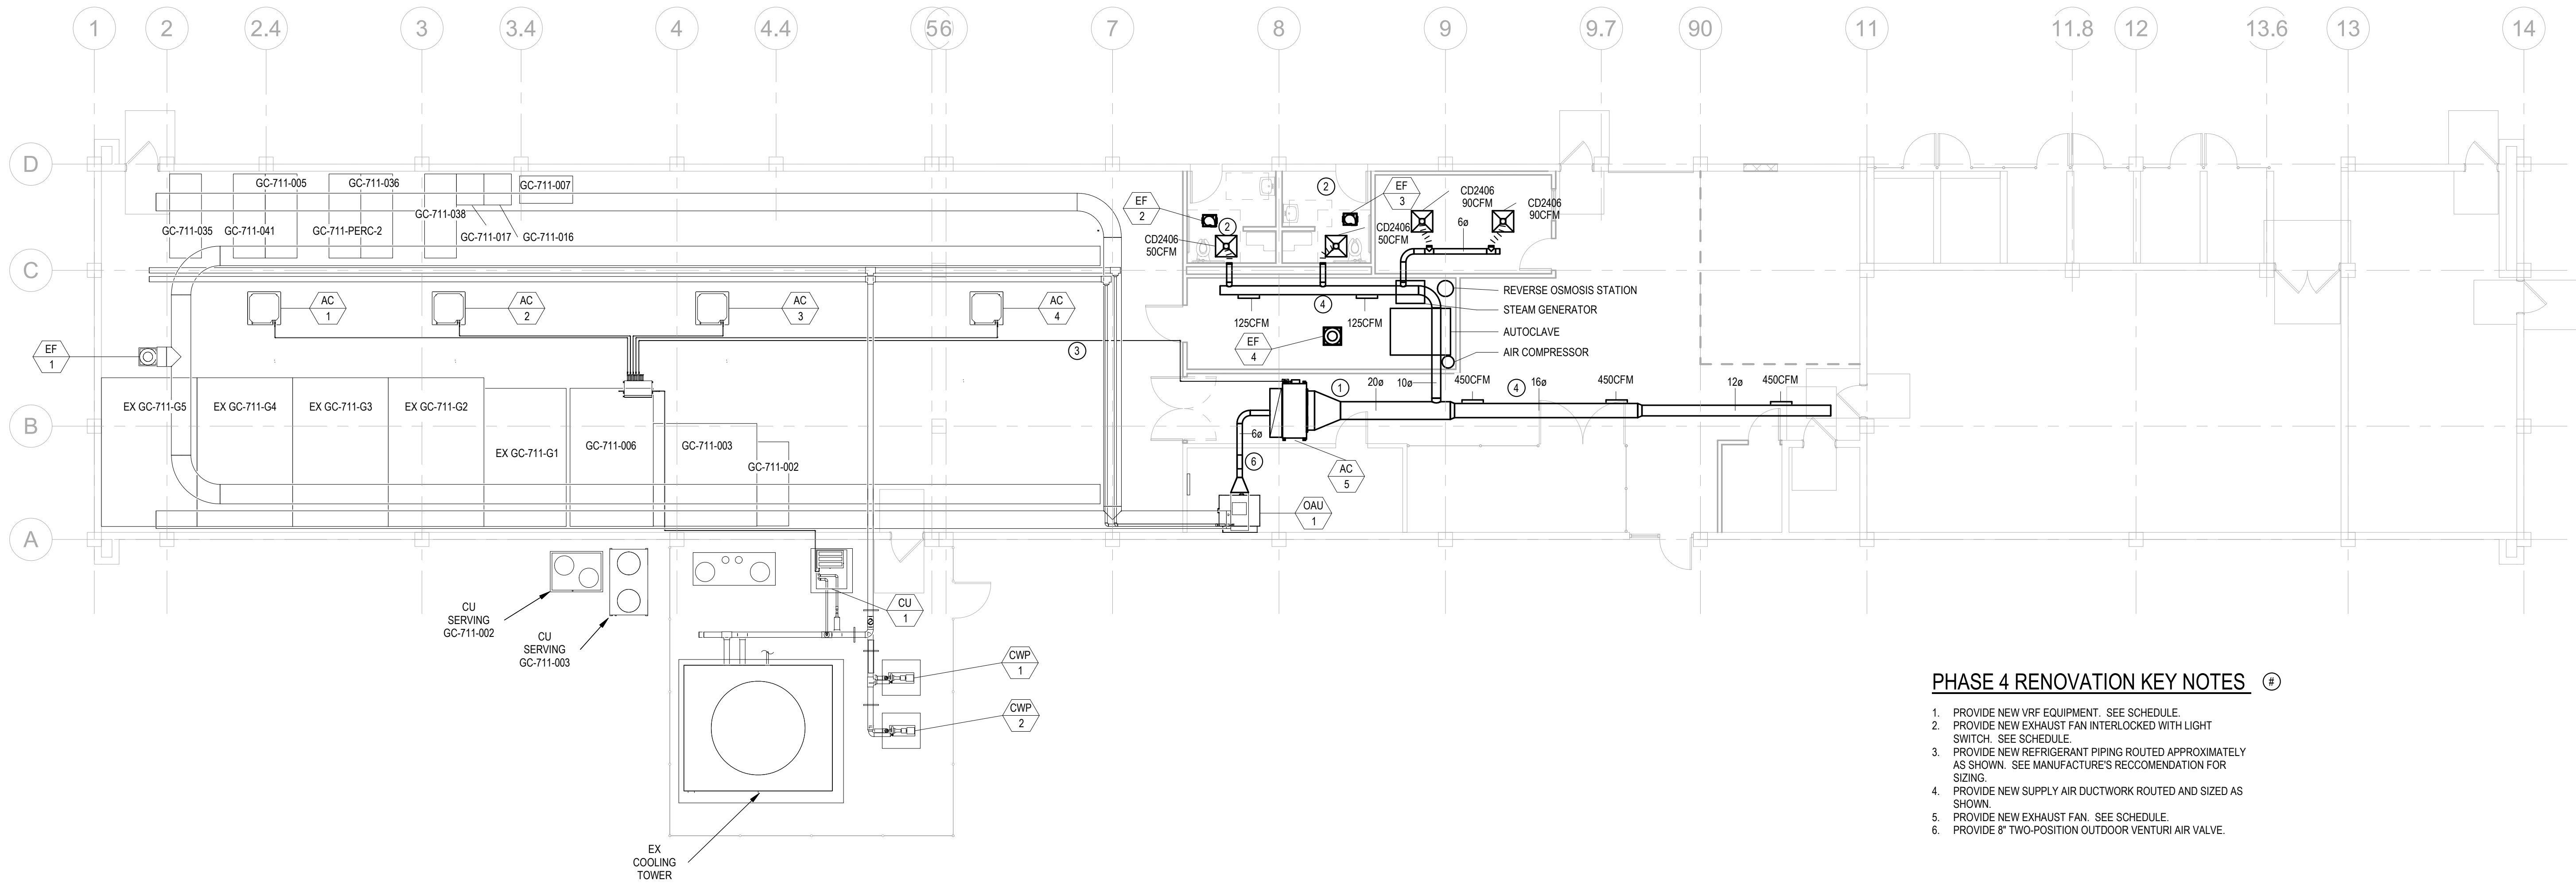 1
2
2.4
3
3.4
4
4.4
5
6
7
8
9
9.7
90
11
11.8
12
13.6
13
14
D
C
B
A
GC-711-005
GC-711-036
GC-711-007
GC-711-038
GC-711-035
GC-711-041
GC-711-PERC-2
GC-711-017
GC-711-016
EF
2
2
2
EF
3
CD2406
90CFM
CD2406
90CFM
6ø
CD2406
50CFM
CD2406
50CFM
AC
1
AC
2
AC
3
AC
4
4
125CFM
125CFM
EF
4
REVERSE OSMOSIS STATION
STEAM GENERATOR
AUTOCLAVE
AIR COMPRESSOR
EF
1
3
EX GC-711-G5
EX GC-711-G4
EX GC-711-G3
EX GC-711-G2
EX GC-711-G1
GC-711-006
GC-711-003
GC-711-002
1
20ø
10ø
450CFM
4
16ø
450CFM
12ø
450CFM
6ø
6
AC
5
OAU
1
CU
SERVING
GC-711-002
CU
SERVING
GC-711-003
CU
1
CWP
1
CWP
2
EX
COOLING
TOWER
PHASE 4 RENOVATION KEY NOTES #
1. PROVIDE NEW VRF EQUIPMENT. SEE SCHEDULE.
2. PROVIDE NEW EXHAUST FAN INTERLOCKED WITH LIGHT
SWITCH. SEE SCHEDULE.
3. PROVIDE NEW REFRIGERANT PIPING ROUTED APPROXIMATELY
AS SHOWN. SEE MANUFACTURE'S RECCOMENDATION FOR
SIZING.
4. PROVIDE NEW SUPPLY AIR DUCTWORK ROUTED AND SIZED AS
SHOWN.
5. PROVIDE NEW EXHAUST FAN. SEE SCHEDULE.
6. PROVIDE 8" TWO-POSITION OUTDOOR VENTURI AIR VALVE.